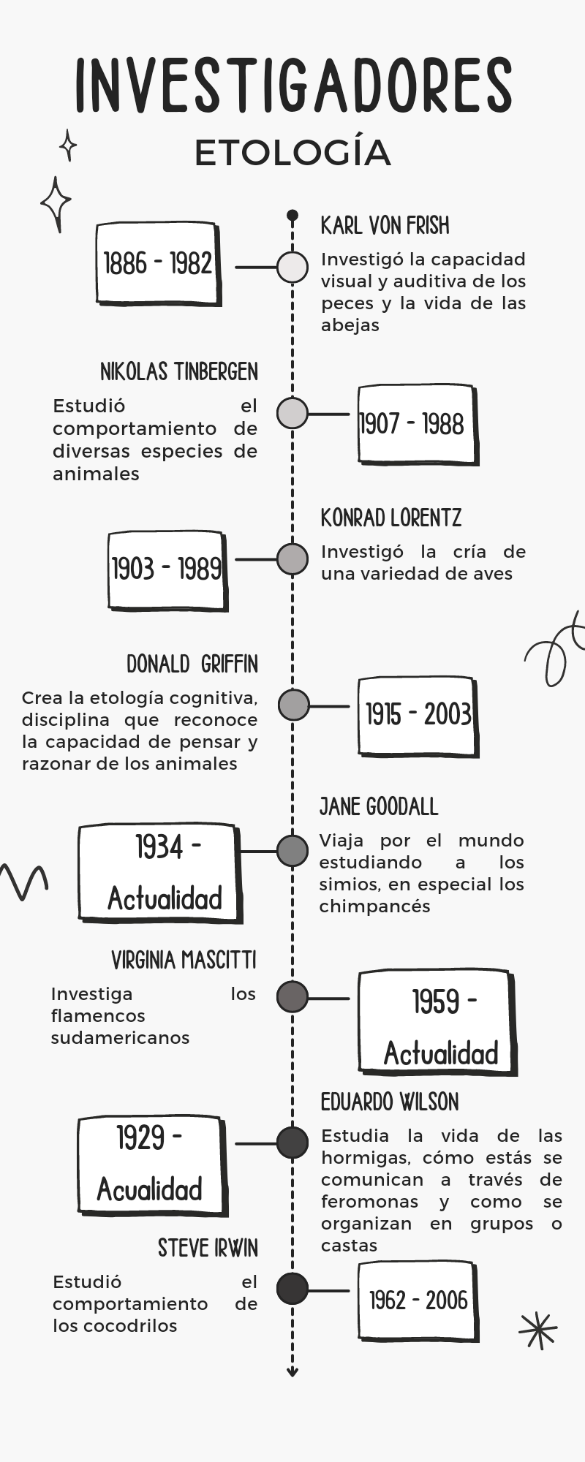 INVESTIGADORES
ETOLOGÍA
1886 - 1982
KARL VON FRISH
Investigó la capacidad
visual y auditiva de los
peces y la vida de las
abejas
NIKOLAS TINBERGEN
Estudió el
comportamiento de
diversas especies de
animales
1907 - 1988
KONRAD LORENTZ
Investigó la cría de
una variedad de aves
1903 - 1989
DONALD GRIFFIN
Crea la etología cognitiva,
disciplina que reconoce
la capacidad de pensar y
razonar de los animales
1915 - 2003
JANE GOODALL
Viaja por el mundo
estudiando a los
simios, en especial los
chimpancés
1934 -
Actualidad
VIRGINIA MASCITTI
Investiga los
flamencos
sudamericanos
1959 -
Actualidad
EDUARDO WILSON
Estudia la vida de las
hormigas, cómo estás se
comunican a través de
feromonas y como se
organizan en grupos o
castas
1929 -
Acualidad
STEVE IRWIN
Estudió el
comportamiento de
los cocodrilos
1962 - 2006